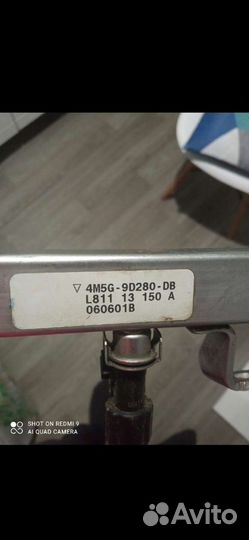 ▽ 4M5G-9D280-DB
L811 13 150 A
060601B
SHOT ON REDMI 9
AI QUAD CAMERA
Avito